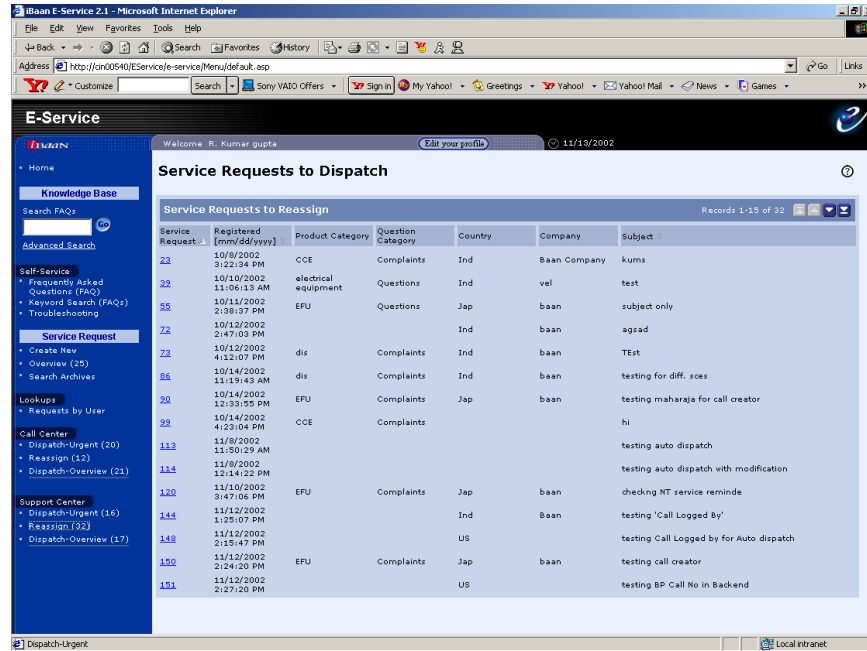 iBaan E-Service 2.1 - Microsoft Internet Explorer
File Edit View Favorites Tools Help
Back Search Favorites History
Address http://cin00540/EService/e-service/Menu/default.asp Go Links
Y? Customize Search Sony VAIO Offers Sign in My Yahoo! Greetings Yahoo! Yahoo! Mail News Games
E-Service
iBaan Welcome R. Kumar gupta Edit your profile 11/13/2002
Home
Knowledge Base
Search FAQs
Go
Advanced Search
Self-Service
Frequently Asked
Questions (FAQ)
Keyword Search (FAQs)
Troubleshooting
Service Request
Create New
Overview (25)
Search Archives
Lookups
Requests by User
Call Center
Dispatch-Urgent (20)
Reassign (12)
Dispatch-Overview (21)
Support Center
Dispatch-Urgent (16)
Reassign (32)
Dispatch-Overview (17)
Service Requests to Dispatch
Service Requests to Reassign Records 1-15 of 32
Service Request Registered [mm/dd/yyyy] Product Category Question Category Country Company Subject
23 10/8/2002 3:22:34 PM CCE Complaints Ind Baan Company kums
39 10/10/2002 11:06:13 AM electrical equipment Questions Ind vel test
55 10/11/2002 2:38:37 PM EFU Questions Jap baan subject only
72 10/12/2002 2:47:03 PM Ind baan agsad
73 10/12/2002 4:12:07 PM dis Complaints Ind baan TEst
86 10/14/2002 11:19:43 AM dis Complaints Ind baan testing for diff. sces
90 10/14/2002 12:33:55 PM EFU Complaints Jap baan testing maharaja for call creator
99 10/14/2002 4:23:04 PM CCE Complaints hi
113 11/8/2002 11:50:29 AM testing auto dispatch
114 11/8/2002 12:14:22 PM testing auto dispatch with modification
120 11/10/2002 3:47:06 PM EFU Complaints Jap baan checkng NT service reminde
144 11/12/2002 1:25:07 PM Ind Baan testing 'Call Logged By'
148 11/12/2002 2:15:47 PM US testing Call Logged by for Auto dispatch
150 11/12/2002 2:24:20 PM EFU Complaints Jap baan testing call creator
151 11/12/2002 2:27:20 PM US testing BP Call No in Backend
Dispatch-Urgent Local intranet